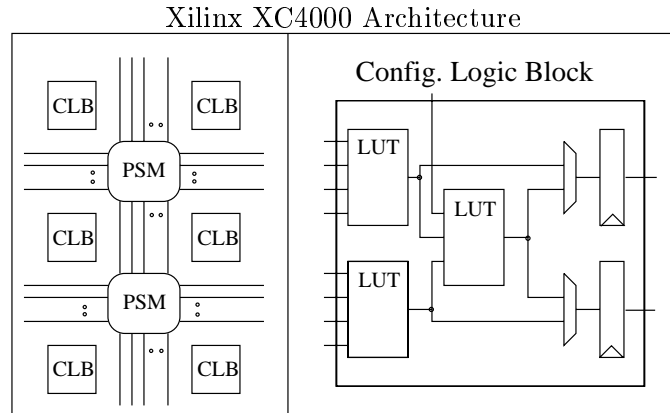 Xilinx XC4000 Architecture
CLB CLB
PSM
CLB CLB
PSM
CLB CLB
Config. Logic Block
LUT
LUT
LUT